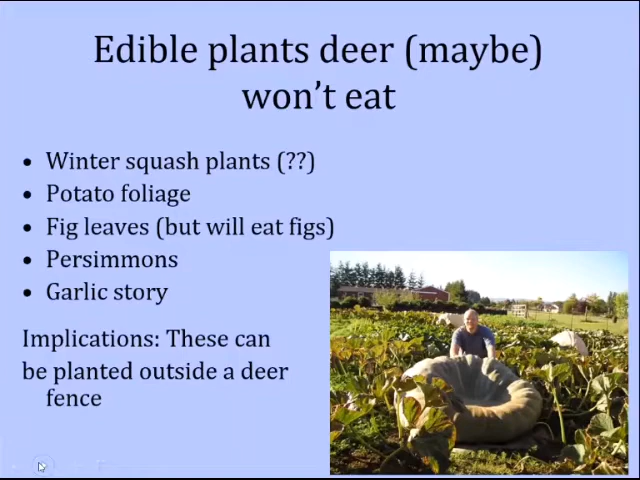 Edible plants deer (maybe)
won't eat
• Winter squash plants (??)
• Potato foliage
• Fig leaves (but will eat figs)
• Persimmons
• Garlic story
Implications: These can
be planted outside a deer
fence